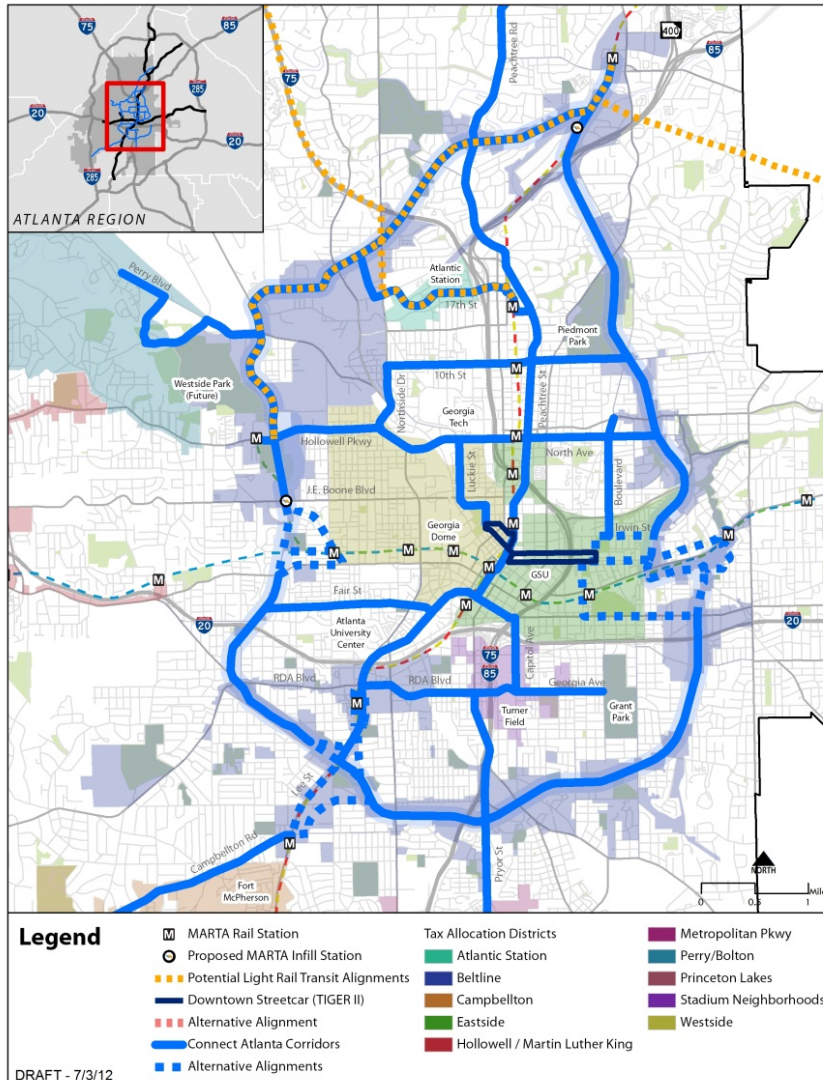 75
85
400
Peachtree Rd
85
75
285
20
20
285
ATLANTA REGION
Perry Blvd
Atlantic
Station
17th St
Piedmont
Park
Westside Park
(Future)
10th St
Northside Dr
Peachtree St
Georgia
Tech
Hollowell Pkwy
North Ave
Luckie St
Boulevard
J.E. Boone Blvd
Irwin St
Georgia
Dome
GSU
Fair St
Atlanta
University
Center
20
20
75
85
Capitol Ave
RDA Blvd
RDA Blvd
Georgia Ave
Turner
Field
Grant
Park
Lee St
Campbellton Rd
Pryor St
Fort
McPherson
NORTH
0
0.5
1
Mile
Legend
M MARTA Rail Station
Proposed MARTA Infill Station
Potential Light Rail Transit Alignments
Downtown Streetcar (TIGER II)
Alternative Alignment
Connect Atlanta Corridors
Alternative Alignments
Tax Allocation Districts
Atlantic Station
Beltline
Campbellton
Eastside
Hollowell / Martin Luther King
Metropolitan Pkwy
Perry/Bolton
Princeton Lakes
Stadium Neighborhoods
Westside
DRAFT - 7/3/12